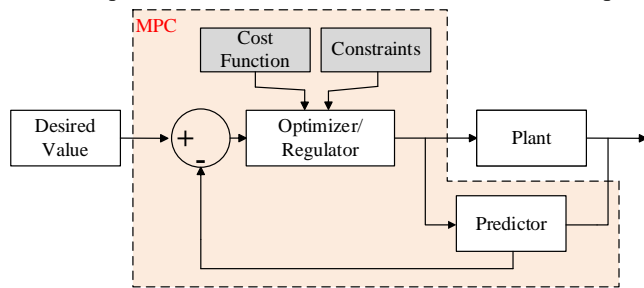 MPC
Cost
Function
Constraints
Desired
Value
+
-
Optimizer/
Regulator
Plant
Predictor